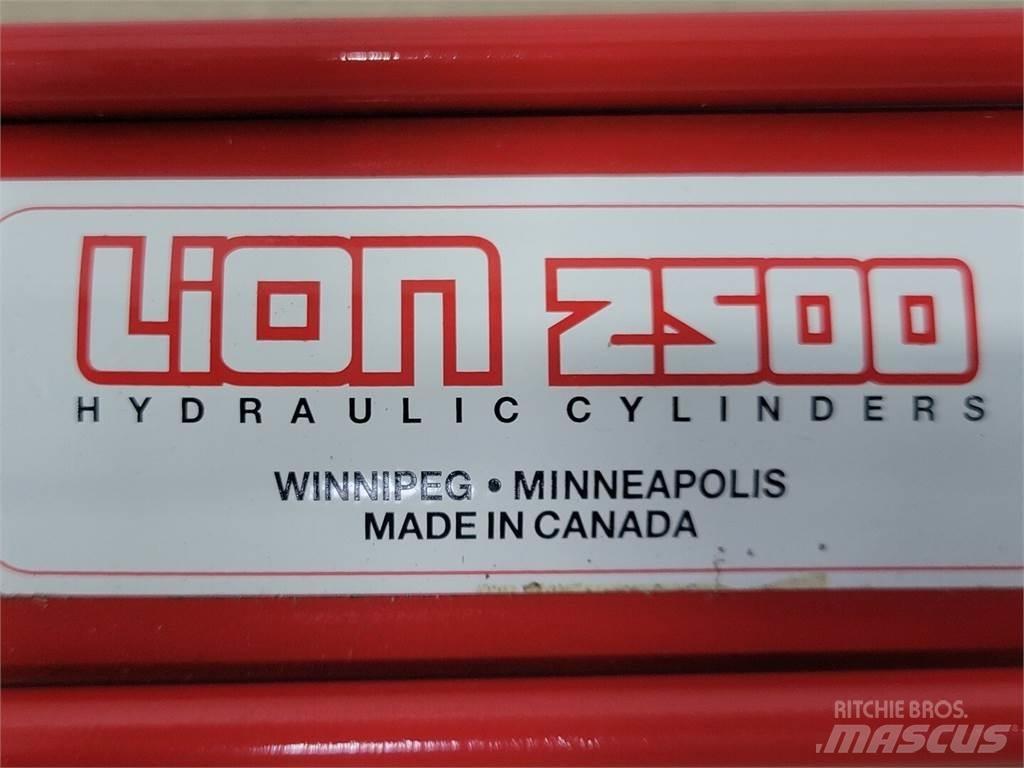 LiON 2500
HYDRAULIC CYLINDERS
WINNIPEG • MINNEAPOLIS
MADE IN CANADA
RITCHIE BROS.
MASCUS